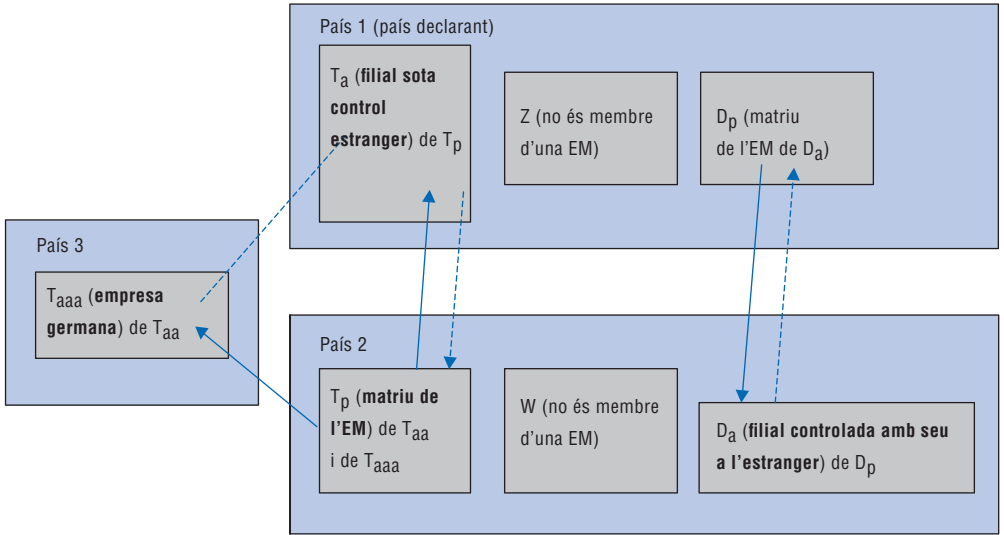 País 1 (país declarant)
Ta (filial sota
control
estranger) de Tp
Z (no és membre
d'una EM)
Dp (matriu
de l'EM de Da)
País 3
Taaa (empresa
germana) de Taa
País 2
Tp (matriu de
l'EM) de Taa
i de Taaa
W (no és membre
d'una EM)
Da (filial controlada amb seu
a l'estranger) de Dp